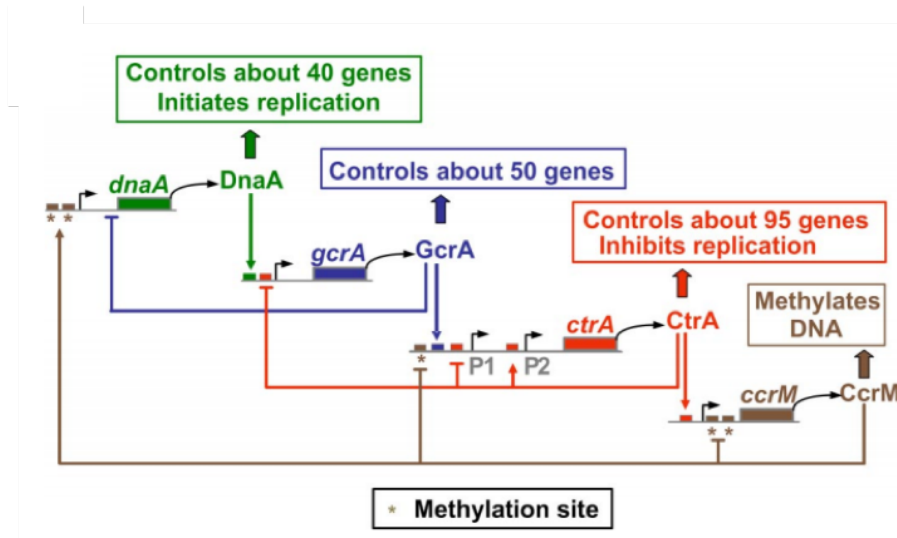 Controls about 40 genes
Initiates replication
dnaA
DnaA
* *
Controls about 50 genes
gcrA
GcrA
Controls about 95 genes
Inhibits replication
ctrA
CtrA
*
P1
P2
Methylates
DNA
ccrM
CcrM
* *
* Methylation site